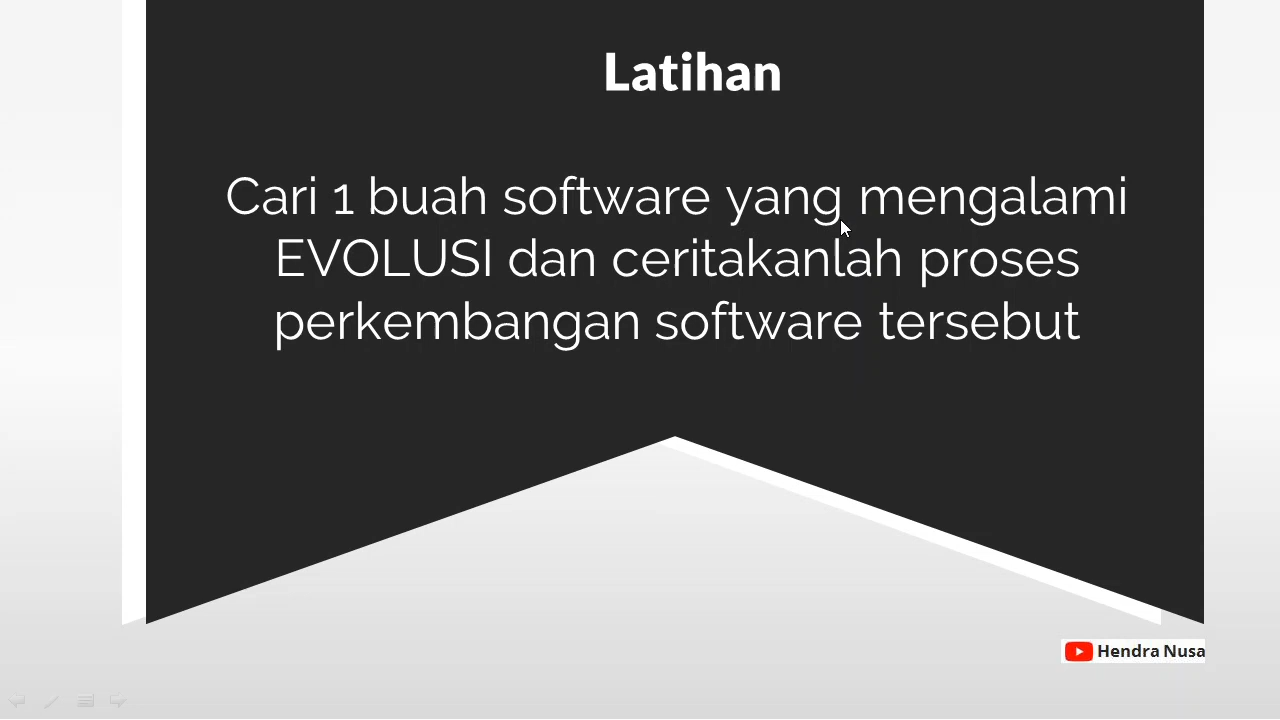 Latihan
Cari 1 buah software yang mengalami
EVOLUSI dan ceritakanlah proses
perkembangan software tersebut
Hendra Nusa